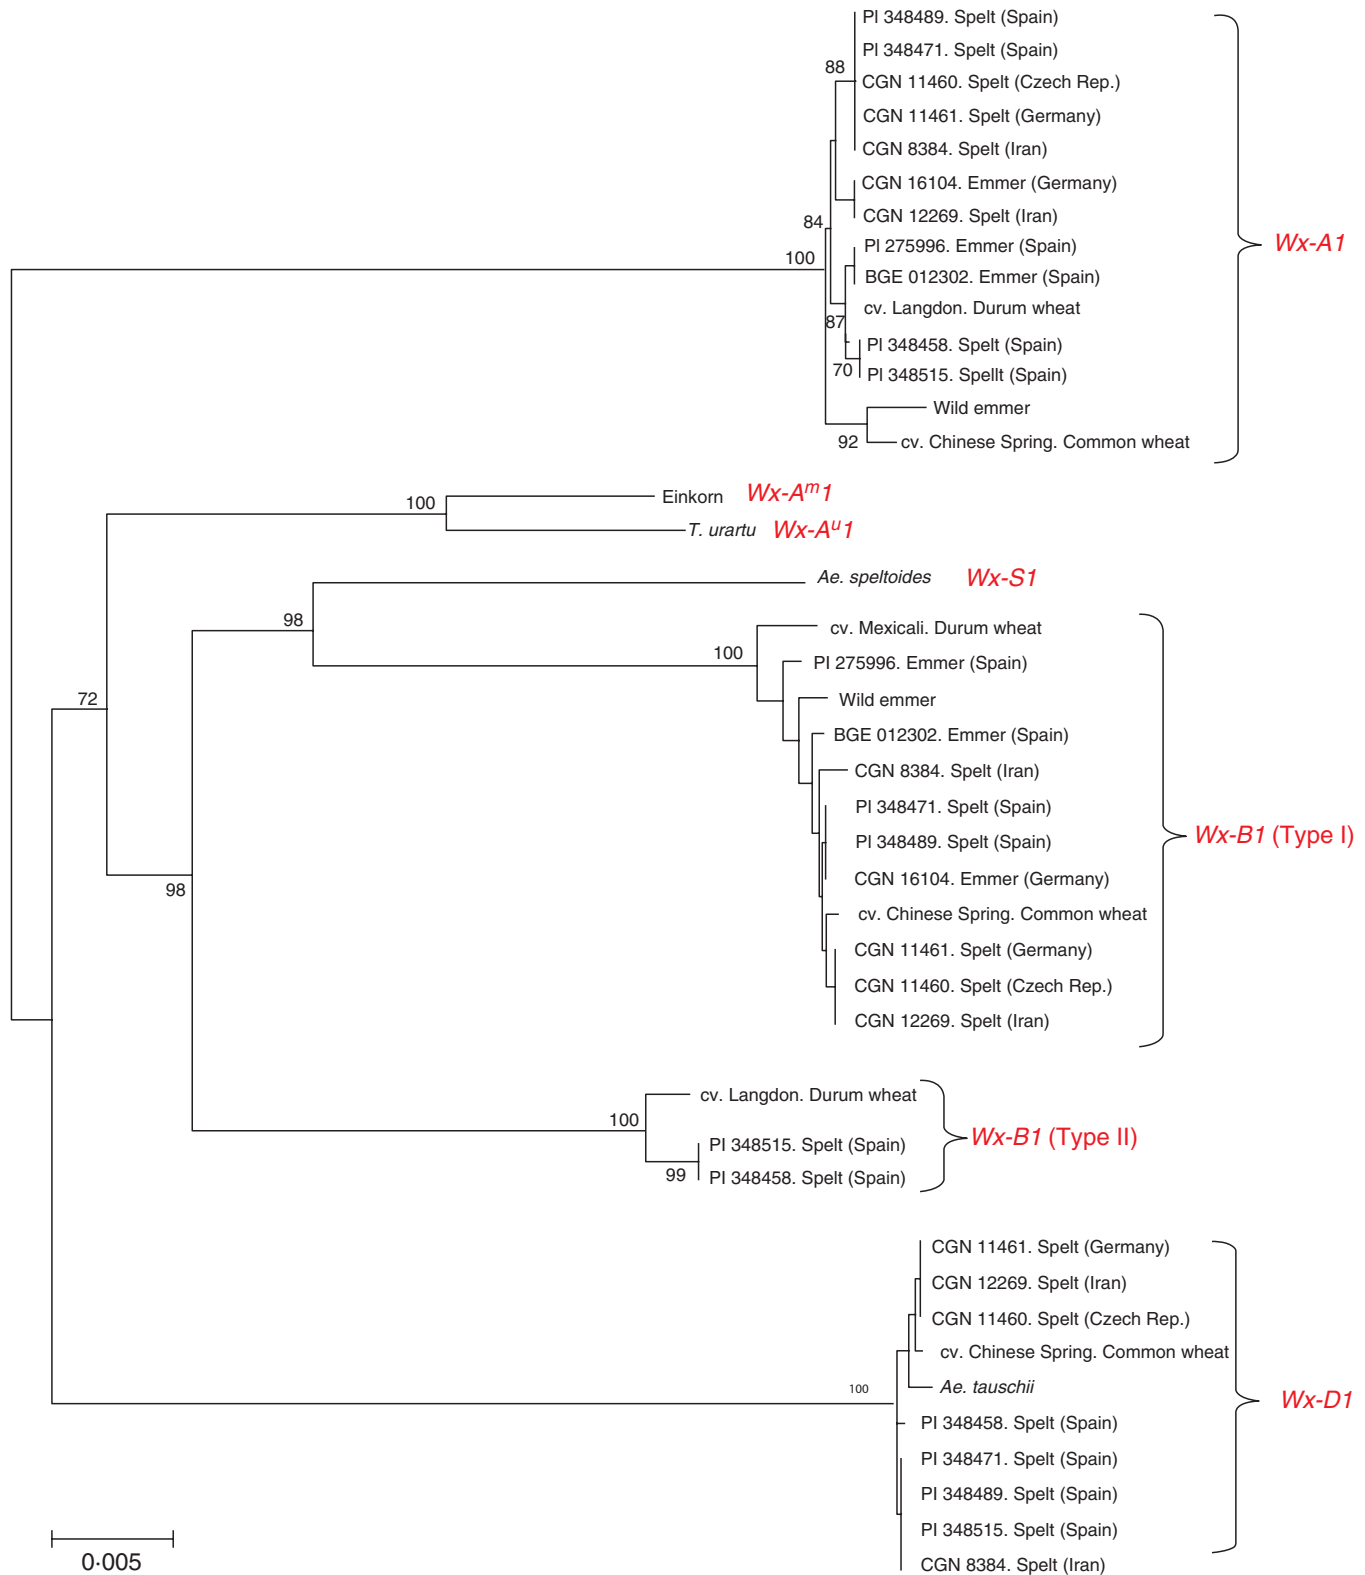 PI 348489. Spelt (Spain)
PI 348471. Spelt (Spain)
88
CGN 11460. Spelt (Czech Rep.)
CGN 11461. Spelt (Germany)
CGN 8384. Spelt (Iran)
CGN 16104. Emmer (Germany)
CGN 12269. Spelt (Iran)
84
PI 275996. Emmer (Spain)
Wx-A1
100
BGE 012302. Emmer (Spain)
cv. Langdon. Durum wheat
87
PI 348458. Spelt (Spain)
70
PI 348515. Spellt (Spain)
Wild emmer
92
cv. Chinese Spring. Common wheat
100
Einkorn
Wx-Aᵐ1
T. urartu
Wx-Aᵘ1
Ae. speltoides
Wx-S1
98
cv. Mexicali. Durum wheat
100
PI 275996. Emmer (Spain)
72
Wild emmer
BGE 012302. Emmer (Spain)
CGN 8384. Spelt (Iran)
PI 348471. Spelt (Spain)
Wx-B1 (Type I)
PI 348489. Spelt (Spain)
98
CGN 16104. Emmer (Germany)
cv. Chinese Spring. Common wheat
CGN 11461. Spelt (Germany)
CGN 11460. Spelt (Czech Rep.)
CGN 12269. Spelt (Iran)
cv. Langdon. Durum wheat
100
Wx-B1 (Type II)
PI 348515. Spelt (Spain)
99
PI 348458. Spelt (Spain)
CGN 11461. Spelt (Germany)
CGN 12269. Spelt (Iran)
CGN 11460. Spelt (Czech Rep.)
cv. Chinese Spring. Common wheat
100
Ae. tauschii
Wx-D1
PI 348458. Spelt (Spain)
PI 348471. Spelt (Spain)
PI 348489. Spelt (Spain)
PI 348515. Spelt (Spain)
0·005
CGN 8384. Spelt (Iran)